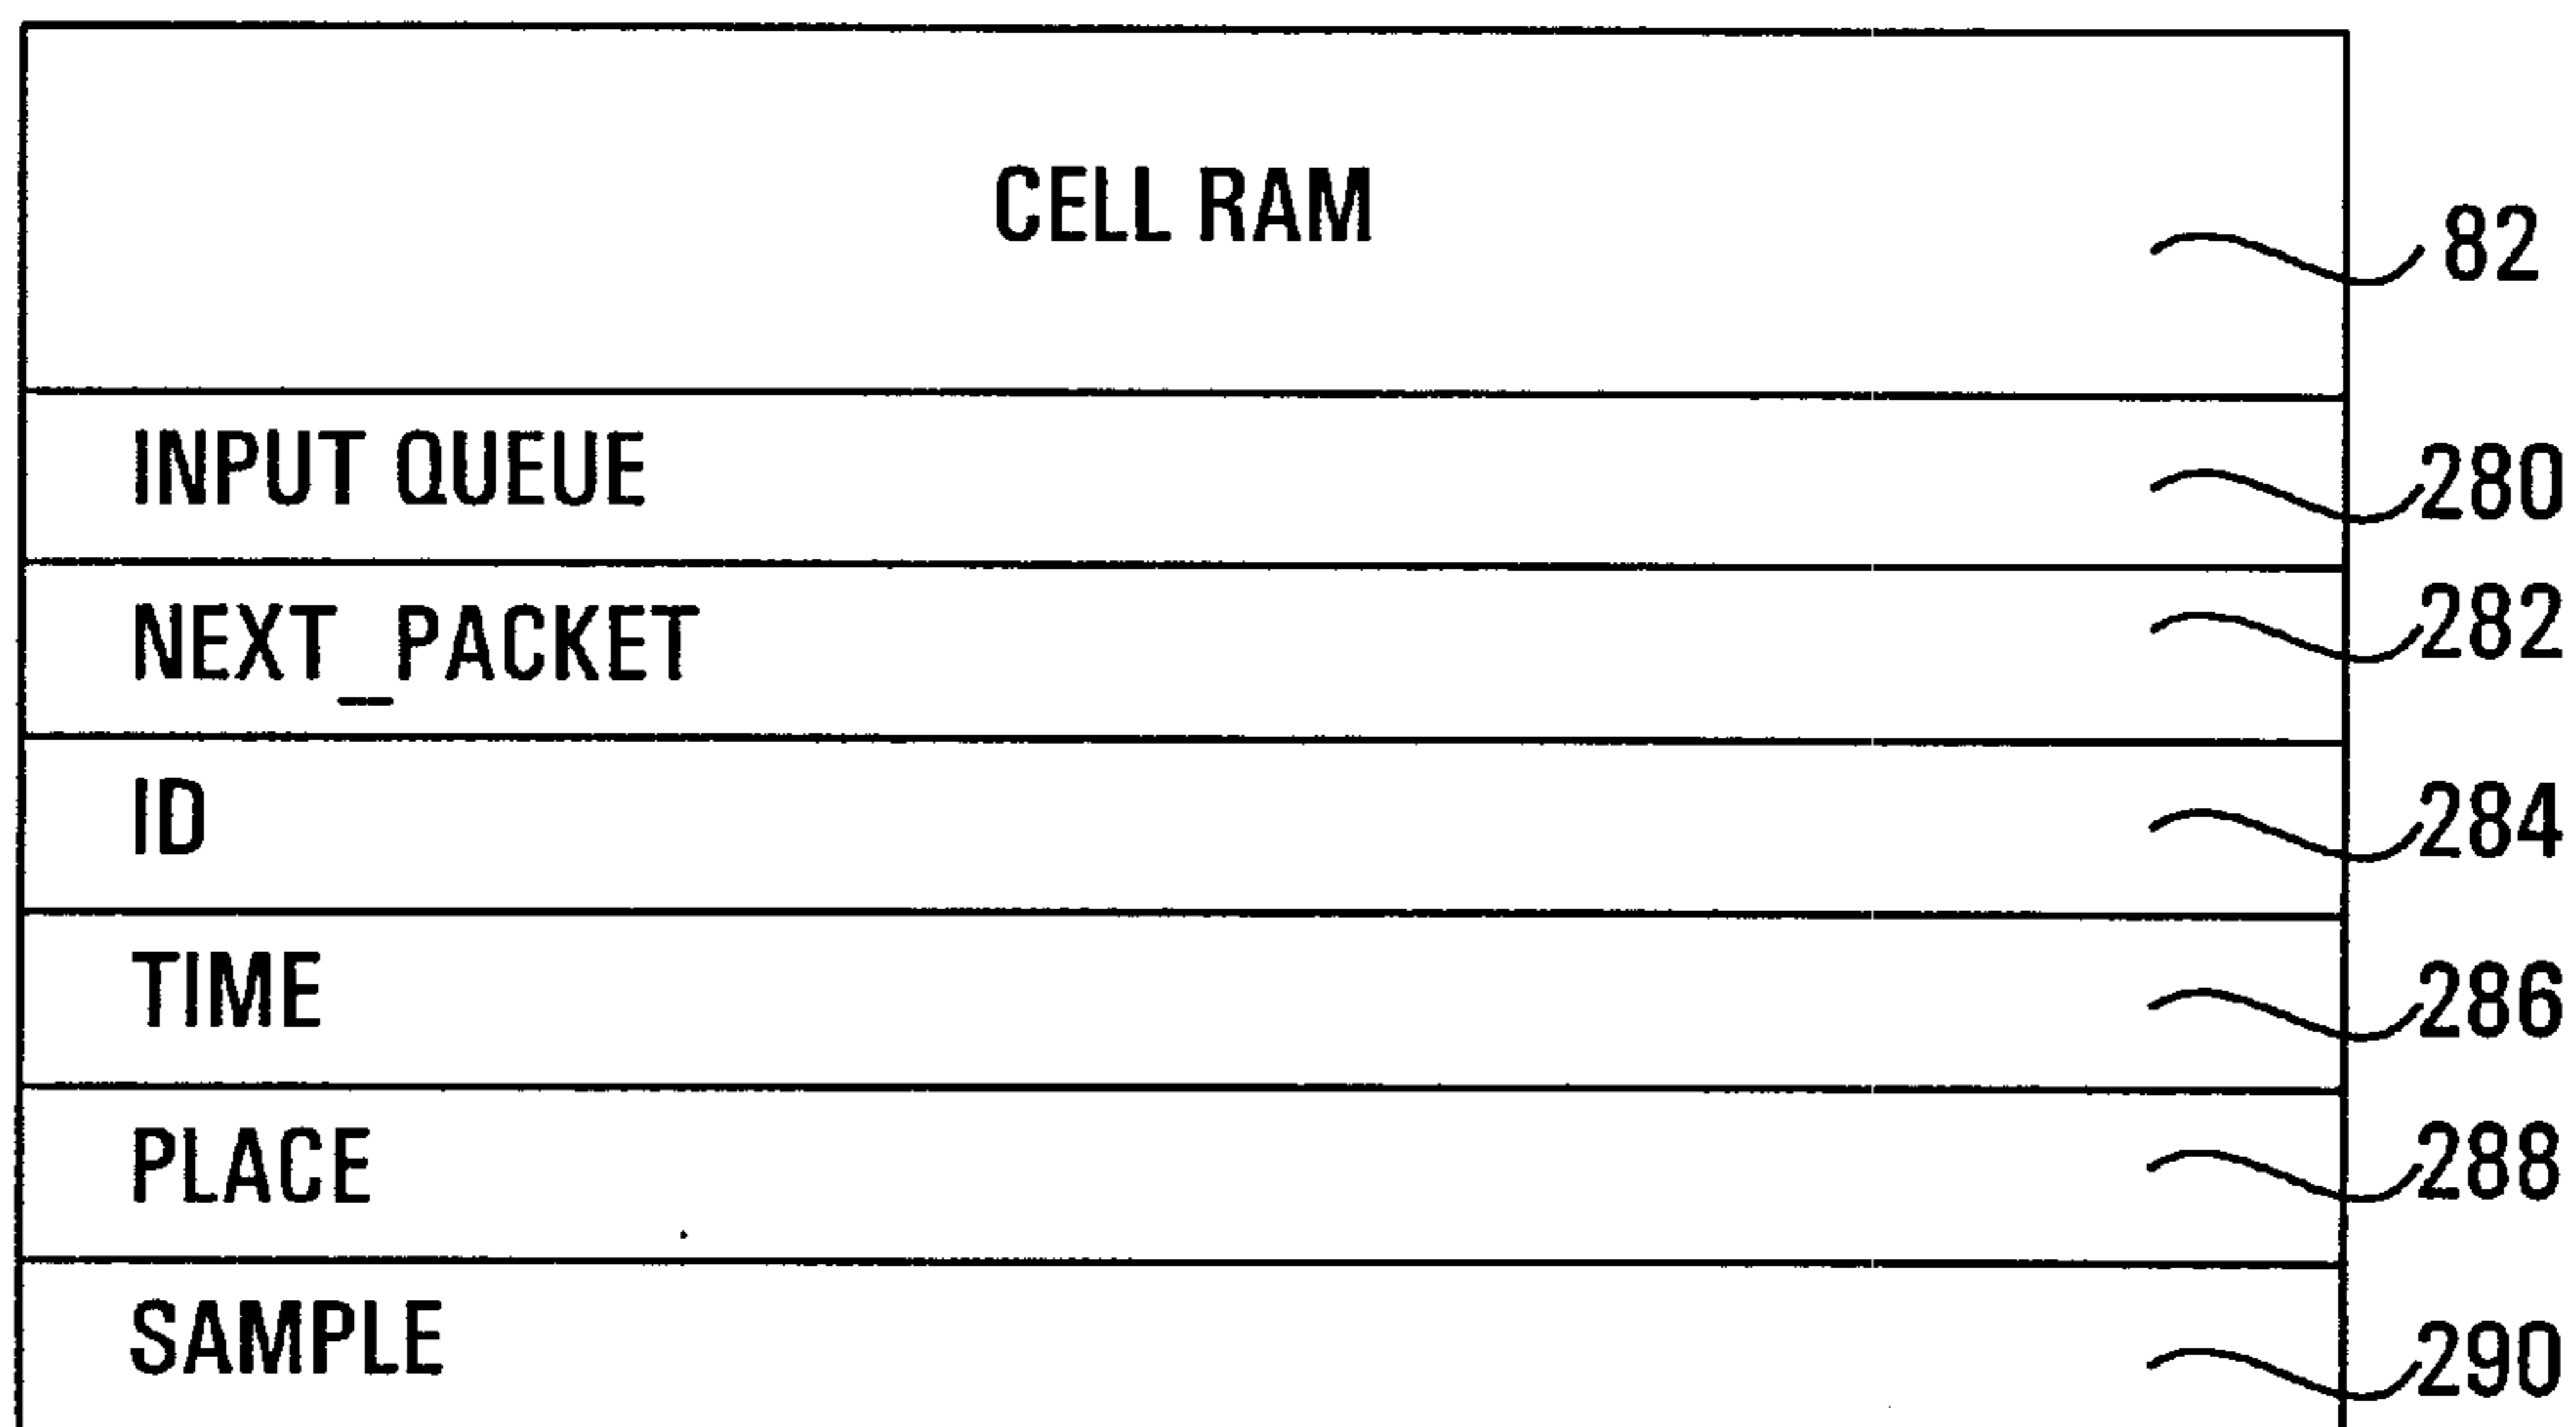 CELL RAM 82
INPUT QUEUE 280
NEXT_PACKET 282
ID 284
TIME 286
PLACE 288
SAMPLE 290